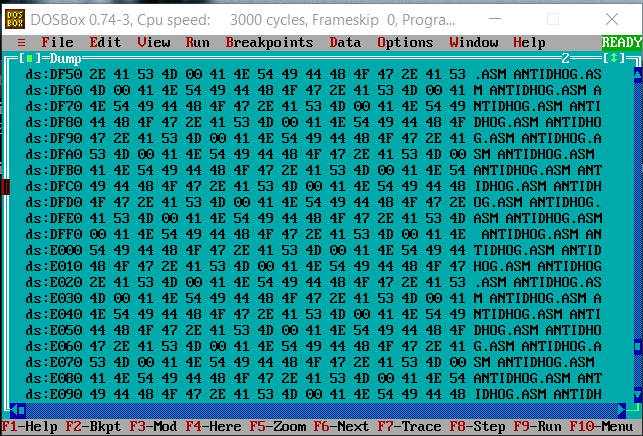 DOSBox 0.74-3, Cpu speed: 3000 cycles, Frameskip 0, Progra...
≡ File Edit View Run Breakpoints Data Options Window Help READY
[■]=Dump 2 [↕]
ds:DF50 2E 41 53 4D 00 41 4E 54 49 44 48 4F 47 2E 41 53 .ASM ANTIDHOG.AS
ds:DF60 4D 00 41 4E 54 49 44 48 4F 47 2E 41 53 4D 00 41 M ANTIDHOG.ASM A
ds:DF70 4E 54 49 44 48 4F 47 2E 41 53 4D 00 41 4E 54 49 NTIDHOG.ASM ANTI
ds:DF80 44 48 4F 47 2E 41 53 4D 00 41 4E 54 49 44 48 4F DHOG.ASM ANTIDHO
ds:DF90 47 2E 41 53 4D 00 41 4E 54 49 44 48 4F 47 2E 41 G.ASM ANTIDHOG.A
ds:DFA0 53 4D 00 41 4E 54 49 44 48 4F 47 2E 41 53 4D 00 SM ANTIDHOG.ASM
ds:DFB0 41 4E 54 49 44 48 4F 47 2E 41 53 4D 00 41 4E 54 ANTIDHOG.ASM ANT
ds:DFC0 49 44 48 4F 47 2E 41 53 4D 00 41 4E 54 49 44 48 IDHOG.ASM ANTIDH
ds:DFD0 4F 47 2E 41 53 4D 00 41 4E 54 49 44 48 4F 47 2E OG.ASM ANTIDHOG.
ds:DFE0 41 53 4D 00 41 4E 54 49 44 48 4F 47 2E 41 53 4D ASM ANTIDHOG.ASM
ds:DFF0 00 41 4E 54 49 44 48 4F 47 2E 41 53 4D 00 41 4E ANTIDHOG.ASM AN
ds:E000 54 49 44 48 4F 47 2E 41 53 4D 00 41 4E 54 49 44 TIDHOG.ASM ANTID
ds:E010 48 4F 47 2E 41 53 4D 00 41 4E 54 49 44 48 4F 47 HOG.ASM ANTIDHOG
ds:E020 2E 41 53 4D 00 41 4E 54 49 44 48 4F 47 2E 41 53 .ASM ANTIDHOG.AS
ds:E030 4D 00 41 4E 54 49 44 48 4F 47 2E 41 53 4D 00 41 M ANTIDHOG.ASM A
ds:E040 4E 54 49 44 48 4F 47 2E 41 53 4D 00 41 4E 54 49 NTIDHOG.ASM ANTI
ds:E050 44 48 4F 47 2E 41 53 4D 00 41 4E 54 49 44 48 4F DHOG.ASM ANTIDHO
ds:E060 47 2E 41 53 4D 00 41 4E 54 49 44 48 4F 47 2E 41 G.ASM ANTIDHOG.A
ds:E070 53 4D 00 41 4E 54 49 44 48 4F 47 2E 41 53 4D 00 SM ANTIDHOG.ASM
ds:E080 41 4E 54 49 44 48 4F 47 2E 41 53 4D 00 41 4E 54 ANTIDHOG.ASM ANT
ds:E090 49 44 48 4F 47 2E 41 53 4D 00 41 4E 54 49 44 48 IDHOG.ASM ANTIDH
F1-Help F2-Bkpt F3-Mod F4-Here F5-Zoom F6-Next F7-Trace F8-Step F9-Run F10-Menu